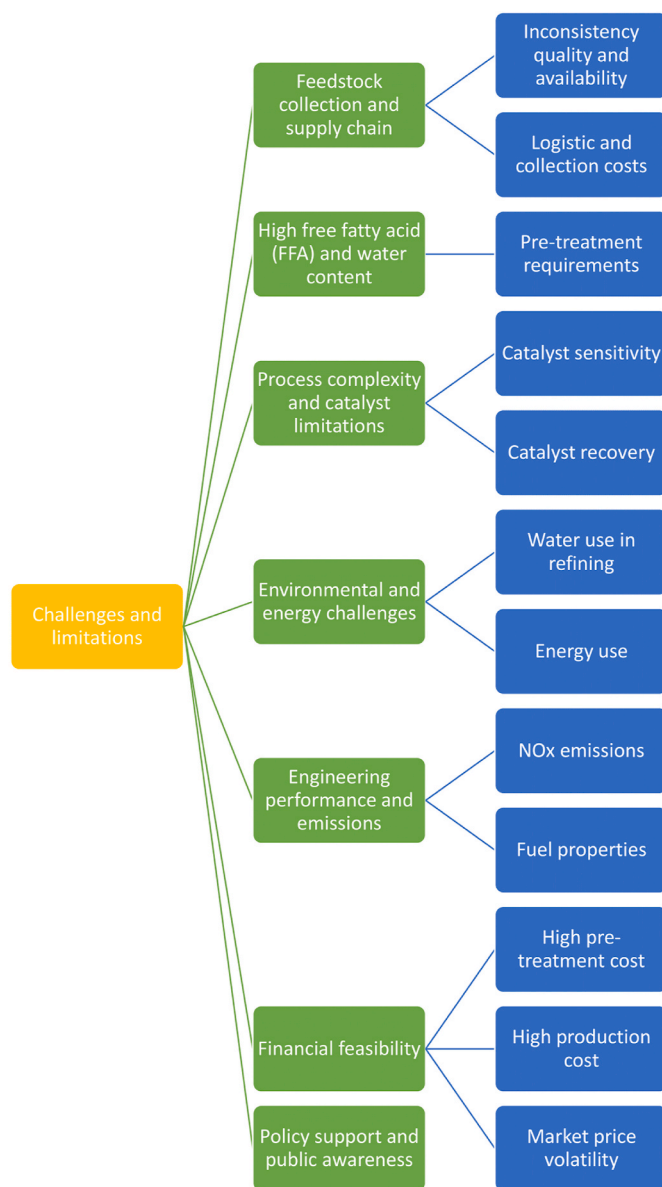 Challenges and
limitations
Feedstock
collection and
supply chain
Inconsistency
quality and
availability
Logistic and
collection costs
High free fatty acid
(FFA) and water
content
Pre-treatment
requirements
Process complexity
and catalyst
limitations
Catalyst sensitivity
Catalyst recovery
Environmental and
energy challenges
Water use in
refining
Energy use
Engineering
performance and
emissions
NOx emissions
Fuel properties
Financial feasibility
High pre-
treatment cost
High production
cost
Market price
volatility
Policy support and
public awareness